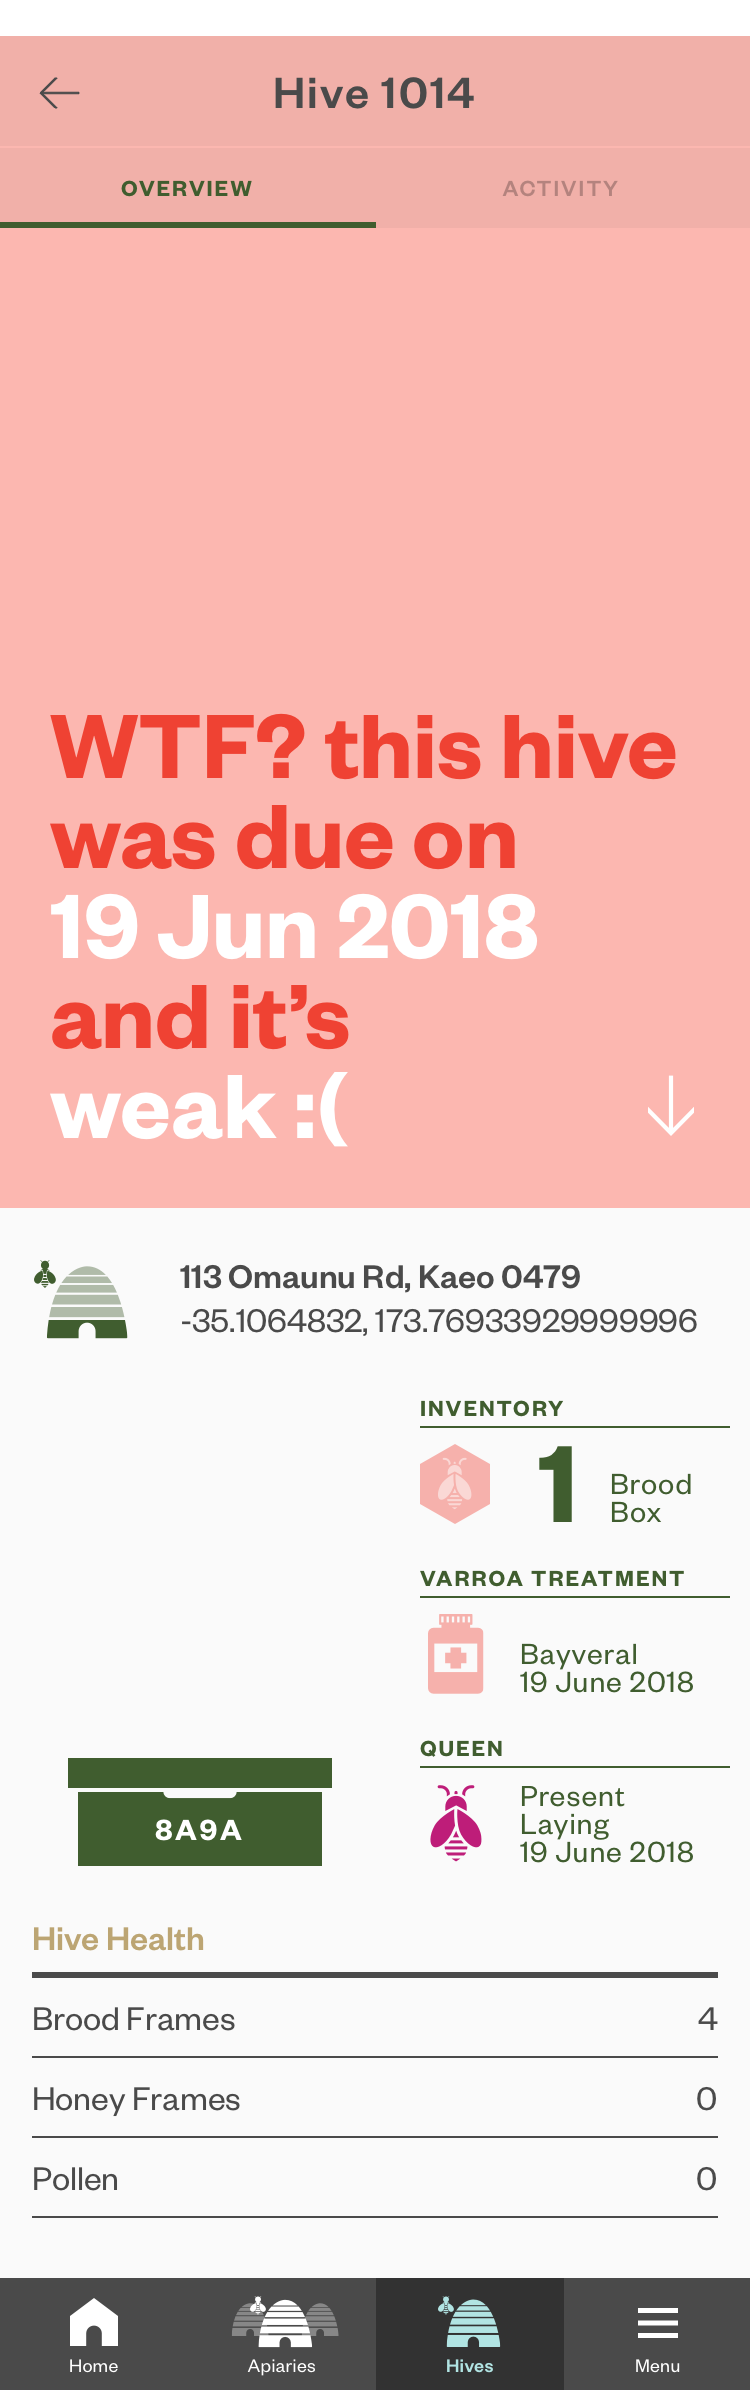 Hive 1014
OVERVIEW
ACTIVITY
WTF? this hive
was due on
19 Jun 2018
and it’s
weak :(
113 Omaunu Rd, Kaeo 0479
-35.1064832, 173.76933929999996
INVENTORY
1
Brood
Box
VARROA TREATMENT
Bayveral
19 June 2018
QUEEN
Present
Laying
19 June 2018
8A9A
Hive Health
Brood Frames 4
Honey Frames 0
Pollen 0
Home
Apiaries
Hives
Menu